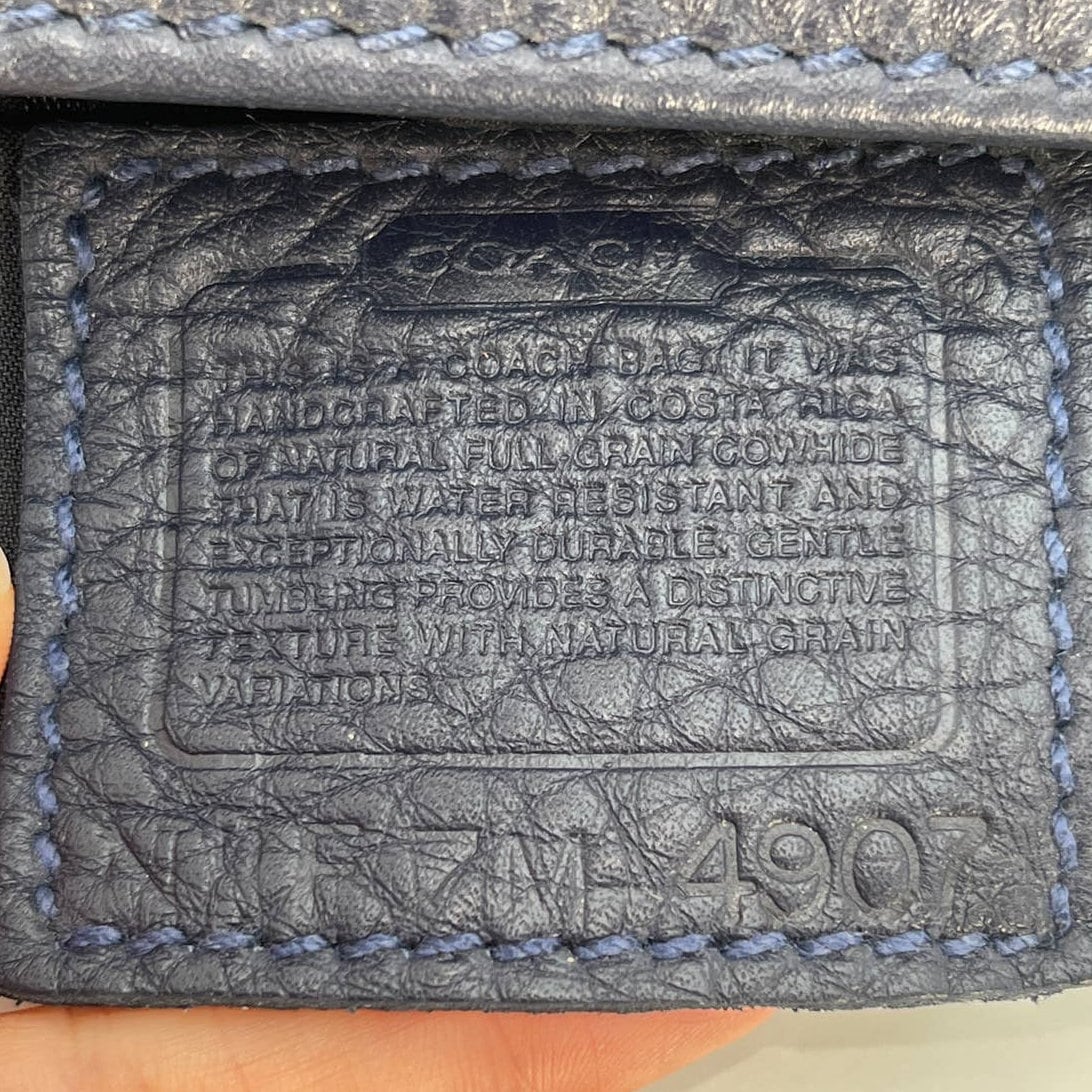 COACH
THIS IS A COACH BAG. IT WAS
HANDCRAFTED IN COSTA RICA
OF NATURAL FULL GRAIN COWHIDE
THAT IS WATER RESISTANT AND
EXCEPTIONALLY DURABLE. GENTLE
TUMBLING PROVIDES A DISTINCTIVE
TEXTURE WITH NATURAL GRAIN
VARIATIONS.
4907